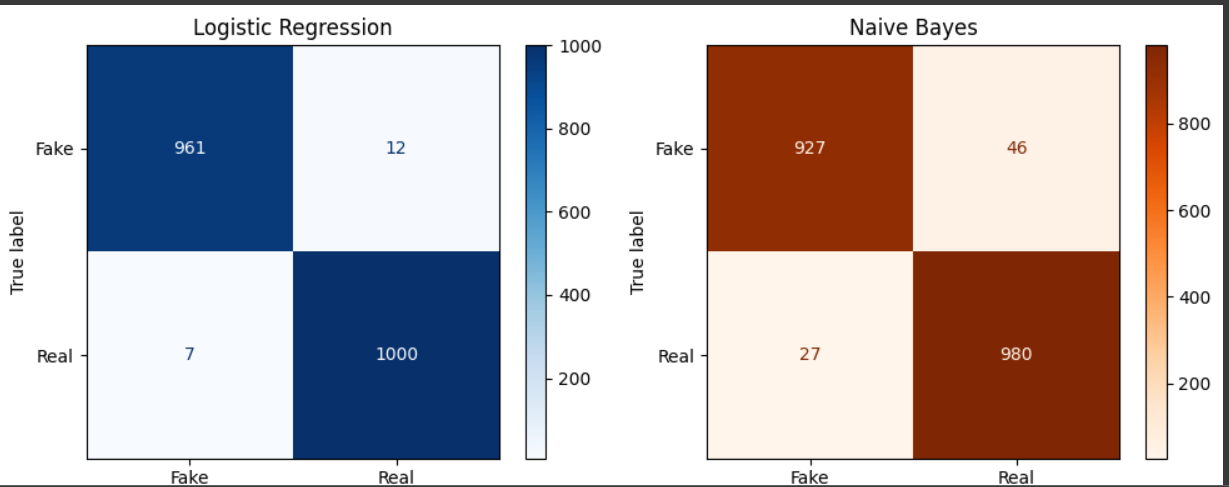 Logistic Regression
Naive Bayes
True label
Fake
Real
961
12
7
1000
Fake
Real
1000
800
600
400
200
True label
Fake
Real
927
46
27
980
Fake
Real
800
600
400
200